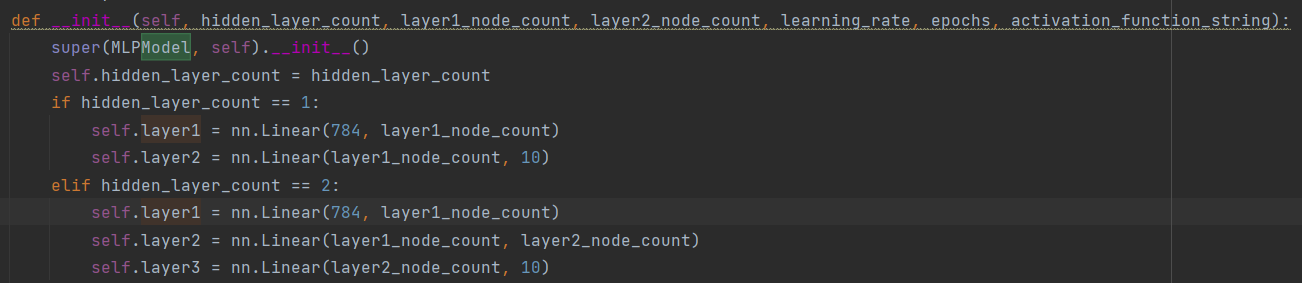 def __init__(self, hidden_layer_count, layer1_node_count, layer2_node_count, learning_rate, epochs, activation_function_string):
    super(MLPModel, self).__init__()
    self.hidden_layer_count = hidden_layer_count
    if hidden_layer_count == 1:
        self.layer1 = nn.Linear(784, layer1_node_count)
        self.layer2 = nn.Linear(layer1_node_count, 10)
    elif hidden_layer_count == 2:
        self.layer1 = nn.Linear(784, layer1_node_count)
        self.layer2 = nn.Linear(layer1_node_count, layer2_node_count)
        self.layer3 = nn.Linear(layer2_node_count, 10)